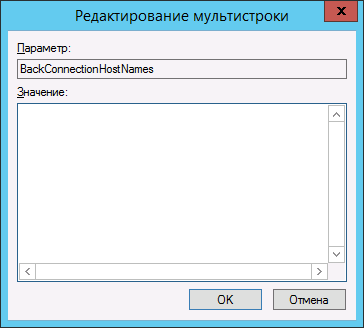 Редактирование мультистроки
Параметр:
BackConnectionHostNames
Значение:
OK
Отмена